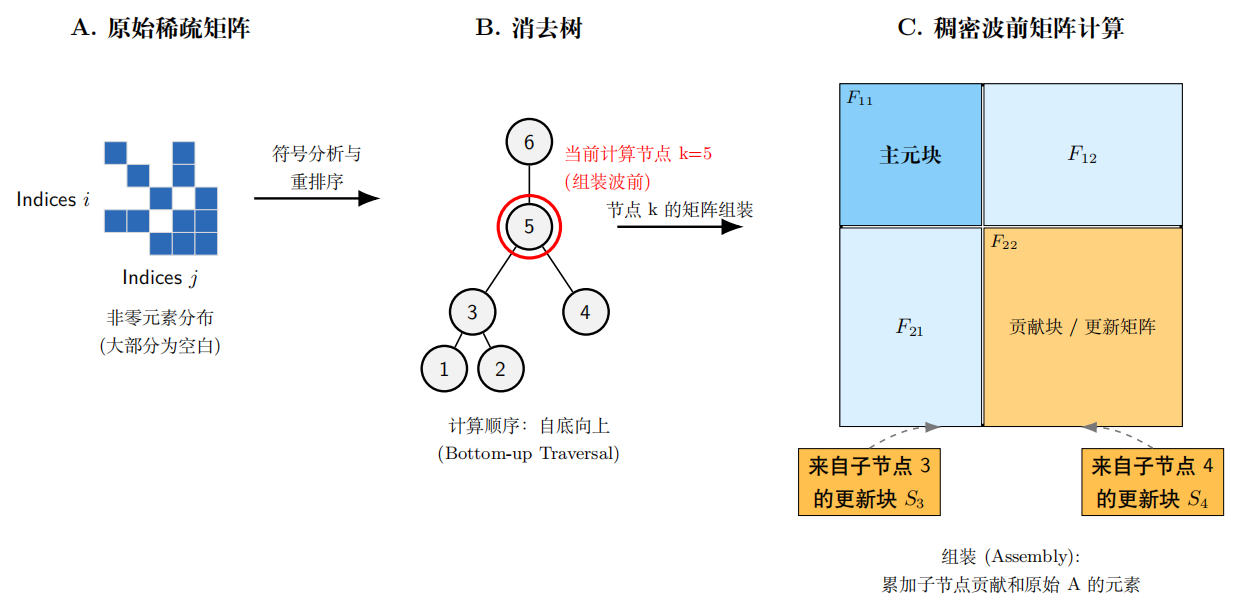 A. 原始稀疏矩阵
Indices i
Indices j
非零元素分布
(大部分为空白)
符号分析与
重排序
B. 消去树
6
5
3
4
1
2
当前计算节点 k=5
(组装波前)
节点 k 的矩阵组装
计算顺序：自底向上
(Bottom-up Traversal)
C. 稠密波前矩阵计算
F₁₁
主元块
F₁₂
F₂₁
F₂₂
贡献块 / 更新矩阵
来自子节点 3
的更新块 S₃
来自子节点 4
的更新块 S₄
组装 (Assembly):
累加子节点贡献和原始 A 的元素